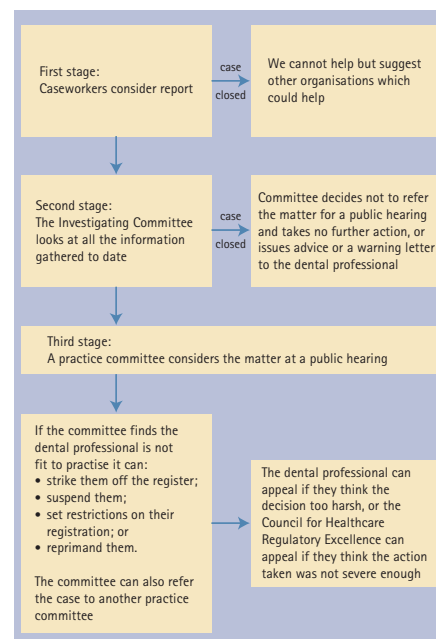 First stage:
Caseworkers consider report
case
closed
We cannot help but suggest
other organisations which
could help
Second stage:
The Investigating Committee
looks at all the information
gathered to date
case
closed
Committee decides not to refer
the matter for a public hearing
and takes no further action, or
issues advice or a warning letter
to the dental professional
Third stage:
A practice committee considers the matter at a public hearing
If the committee finds the
dental professional is not
fit to practise it can:
• strike them off the register;
• suspend them;
• set restrictions on their
registration; or
• reprimand them.
The committee can also refer
the case to another practice
committee
The dental professional can
appeal if they think the
decision too harsh, or the
Council for Healthcare
Regulatory Excellence can
appeal if they think the action
taken was not severe enough